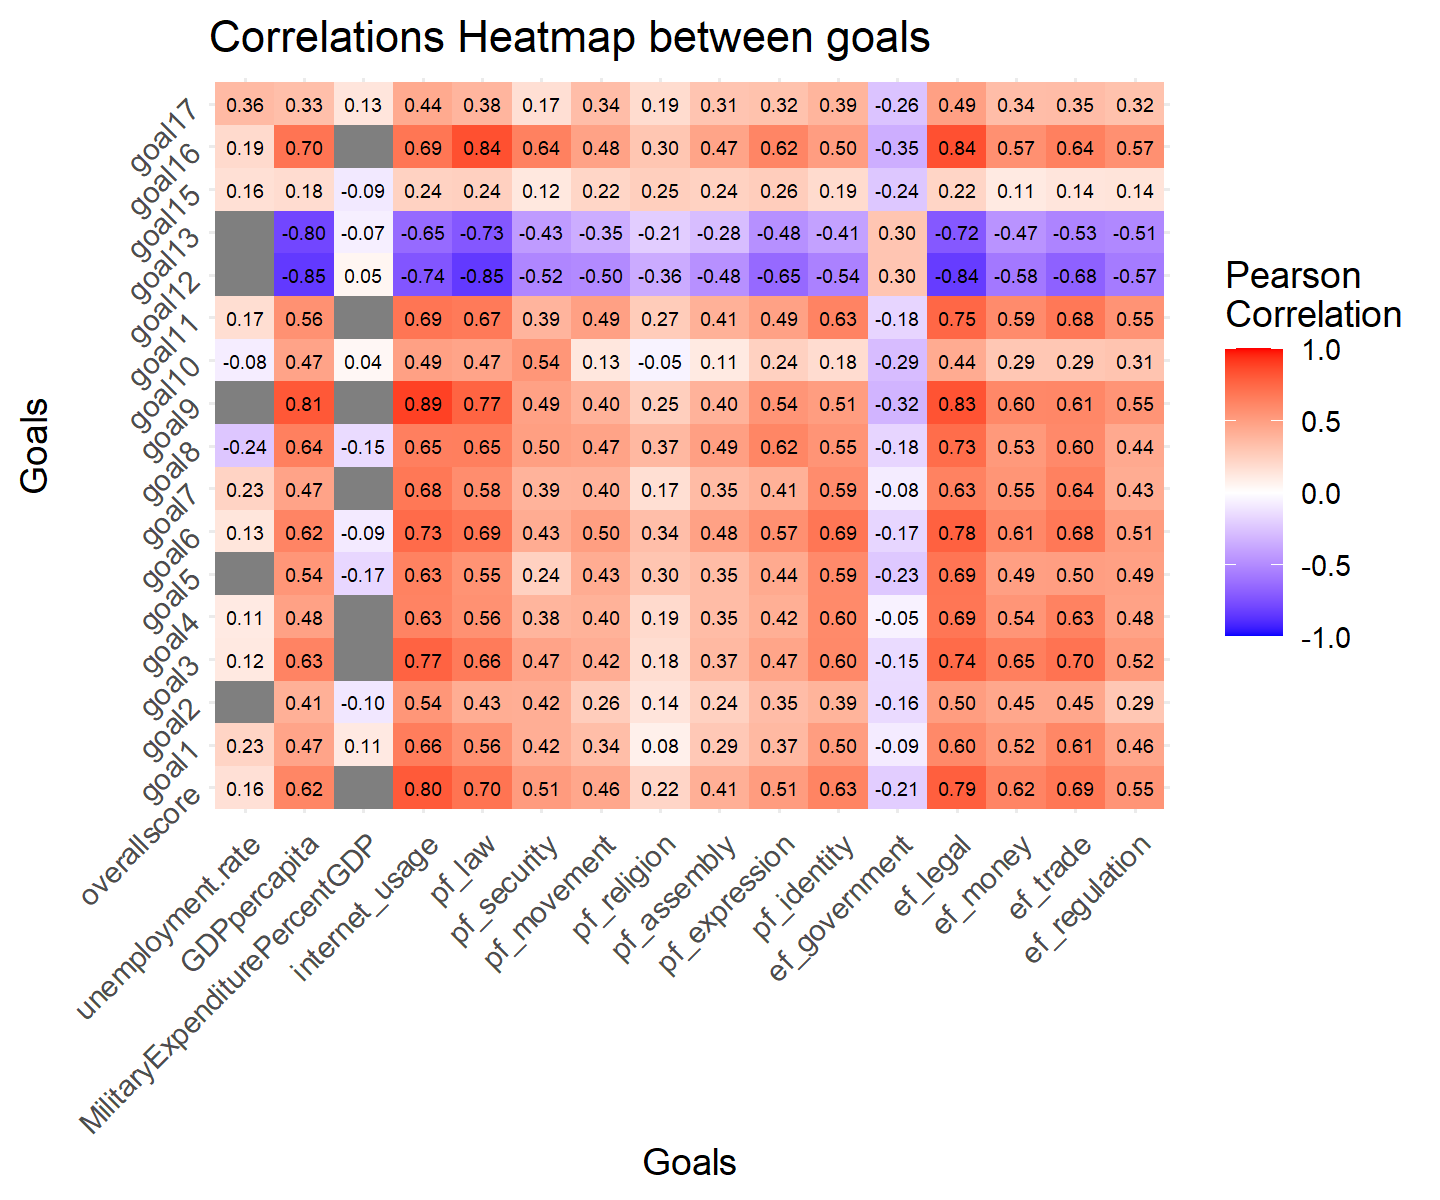 Correlations Heatmap between goals
goal17 0.36 0.33 0.13 0.44 0.38 0.17 0.34 0.19 0.31 0.32 0.39 -0.26 0.49 0.34 0.35 0.32
goal16 0.19 0.70 0.69 0.84 0.64 0.48 0.30 0.47 0.62 0.50 -0.35 0.84 0.57 0.64 0.57
goal15 0.16 0.18 -0.09 0.24 0.24 0.12 0.22 0.25 0.24 0.26 0.19 -0.24 0.22 0.11 0.14 0.14
goal13 -0.80 -0.07 -0.65 -0.73 -0.43 -0.35 -0.21 -0.28 -0.48 -0.41 0.30 -0.72 -0.47 -0.53 -0.51
goal12 -0.85 0.05 -0.74 -0.85 -0.52 -0.50 -0.36 -0.48 -0.65 -0.54 0.30 -0.84 -0.58 -0.68 -0.57
goal11 0.17 0.56 0.69 0.67 0.39 0.49 0.27 0.41 0.49 0.63 -0.18 0.75 0.59 0.68 0.55
goal10 -0.08 0.47 0.04 0.49 0.47 0.54 0.13 -0.05 0.11 0.24 0.18 -0.29 0.44 0.29 0.29 0.31
goal9 0.81 0.89 0.77 0.49 0.40 0.25 0.40 0.54 0.51 -0.32 0.83 0.60 0.61 0.55
goal8 -0.24 0.64 -0.15 0.65 0.65 0.50 0.47 0.37 0.49 0.62 0.55 -0.18 0.73 0.53 0.60 0.44
goal7 0.23 0.47 0.68 0.58 0.39 0.40 0.17 0.35 0.41 0.59 -0.08 0.63 0.55 0.64 0.43
goal6 0.13 0.62 -0.09 0.73 0.69 0.43 0.50 0.34 0.48 0.57 0.69 -0.17 0.78 0.61 0.68 0.51
goal5 0.54 -0.17 0.63 0.55 0.24 0.43 0.30 0.35 0.44 0.59 -0.23 0.69 0.49 0.50 0.49
goal4 0.11 0.48 0.63 0.56 0.38 0.40 0.19 0.35 0.42 0.60 -0.05 0.69 0.54 0.63 0.48
goal3 0.12 0.63 0.77 0.66 0.47 0.42 0.18 0.37 0.47 0.60 -0.15 0.74 0.65 0.70 0.52
goal2 0.41 -0.10 0.54 0.43 0.42 0.26 0.14 0.24 0.35 0.39 -0.16 0.50 0.45 0.45 0.29
goal1 0.23 0.47 0.11 0.66 0.56 0.42 0.34 0.08 0.29 0.37 0.50 -0.09 0.60 0.52 0.61 0.46
overallscore 0.16 0.62 0.80 0.70 0.51 0.46 0.22 0.41 0.51 0.63 -0.21 0.79 0.62 0.69 0.55
Goals
unemployment.rate
GDPpercapita
MilitaryExpenditurePercentGDP
internet_usage
pf_law
pf_security
pf_movement
pf_religion
pf_assembly
pf_expression
pf_identity
ef_government
ef_legal
ef_money
ef_trade
ef_regulation
Goals
Pearson
Correlation
1.0
0.5
0.0
-0.5
-1.0